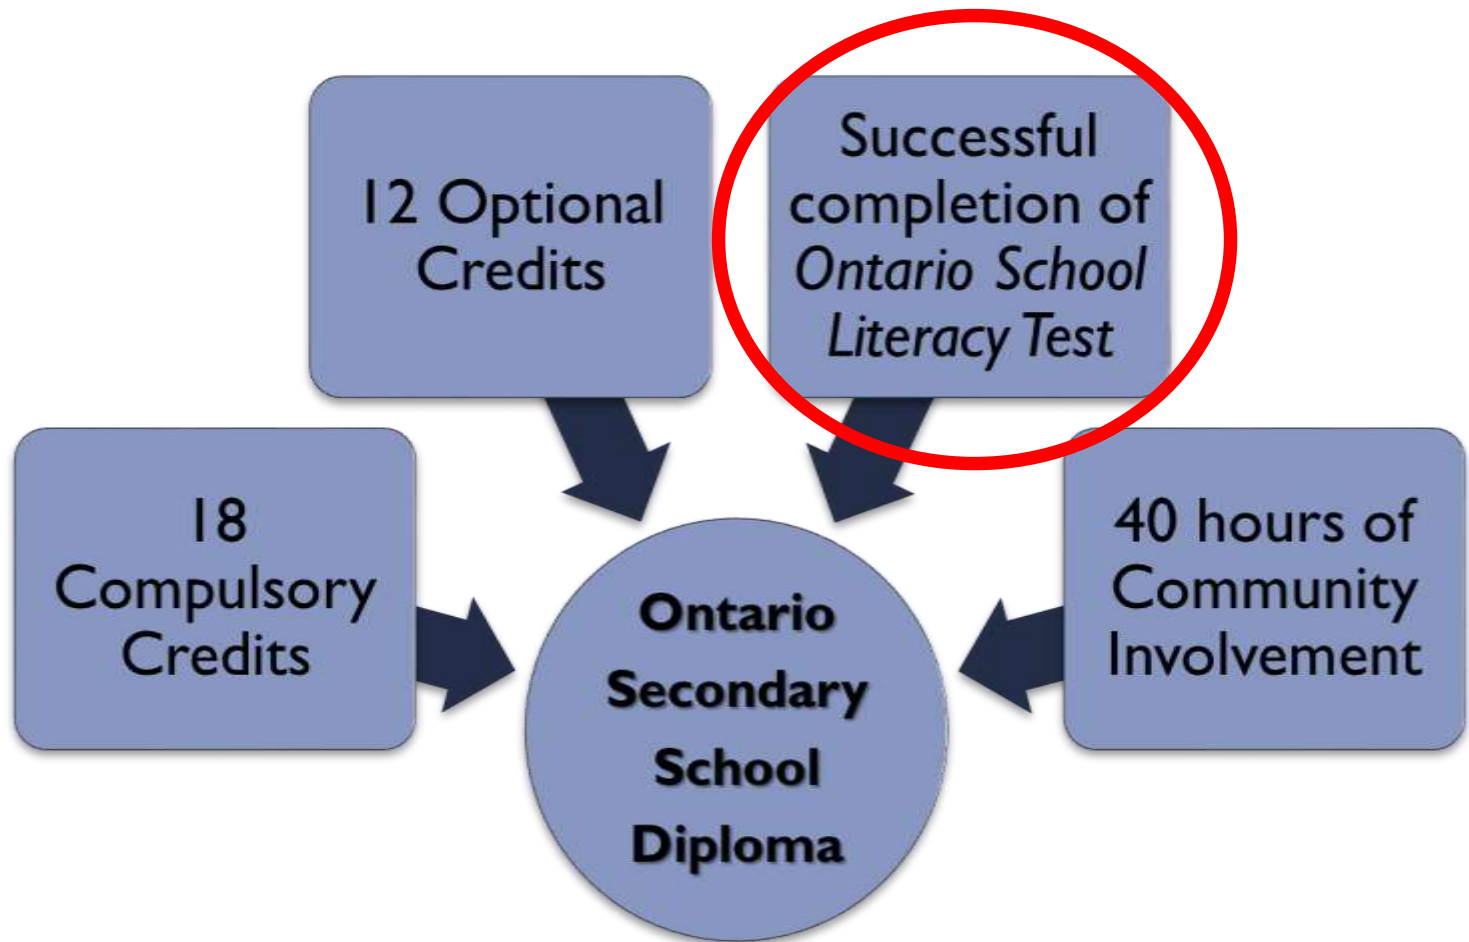 12 Optional
Credits
Successful
completion of
Ontario School
Literacy Test
18
Compulsory
Credits
40 hours of
Community
Involvement
Ontario
Secondary
School
Diploma